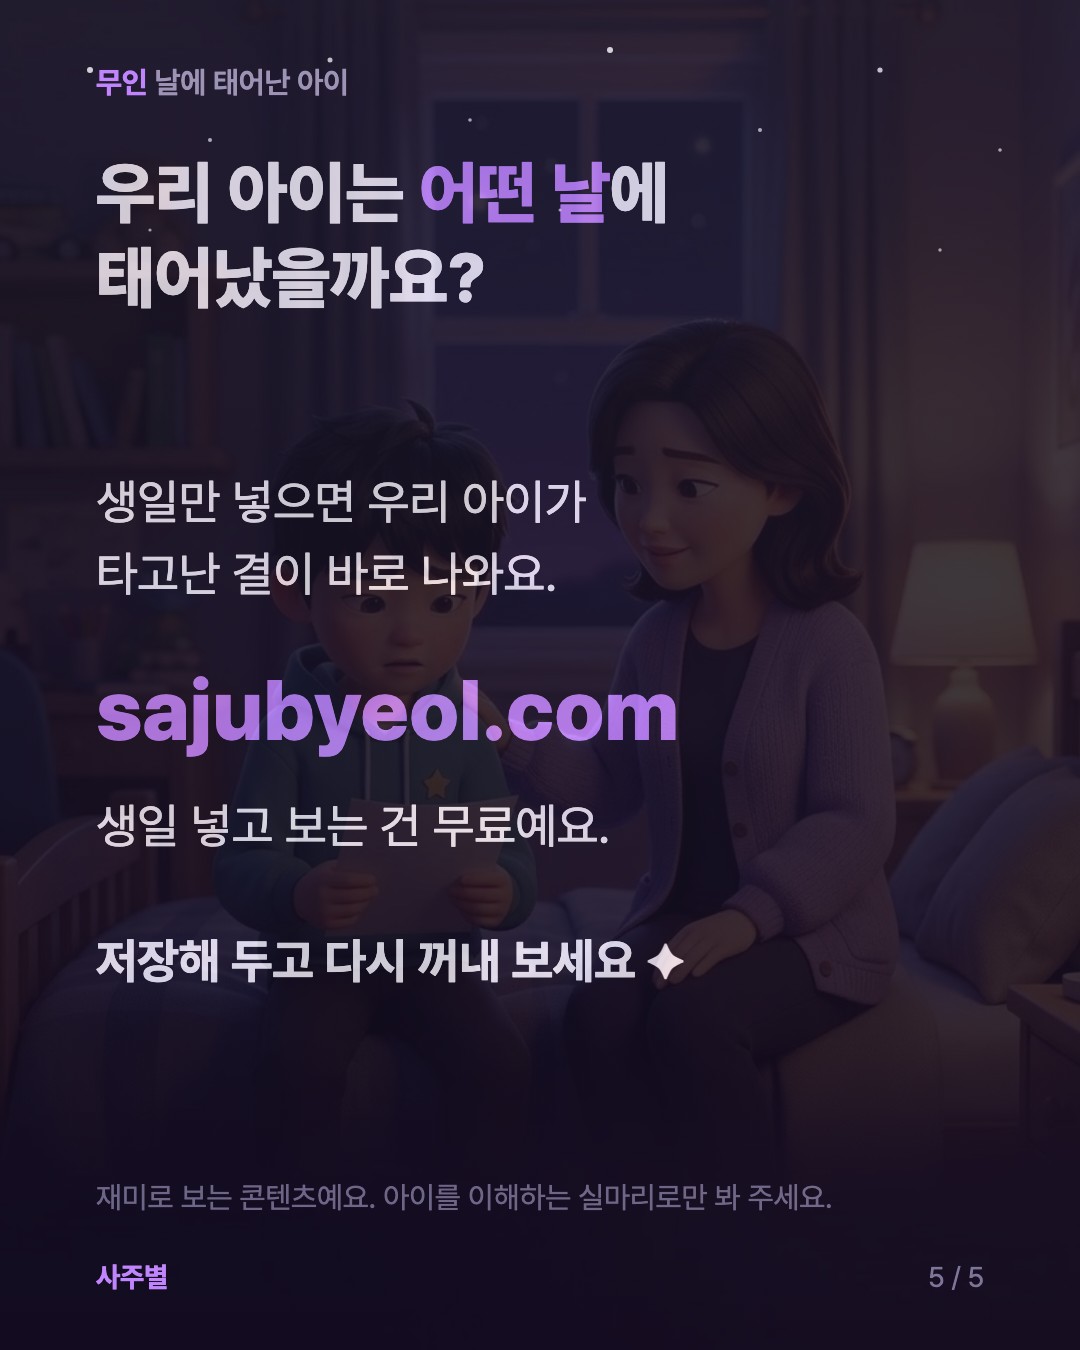 무인 날에 태어난 아이
우리 아이는 어떤 날에
태어났을까요?
생일만 넣으면 우리 아이가
타고난 결이 바로 나와요.
sajubyeol.com
생일 넣고 보는 건 무료예요.
저장해 두고 다시 꺼내 보세요 ✦
재미로 보는 콘텐츠예요. 아이를 이해하는 실마리로만 봐 주세요.
사주별
5 / 5